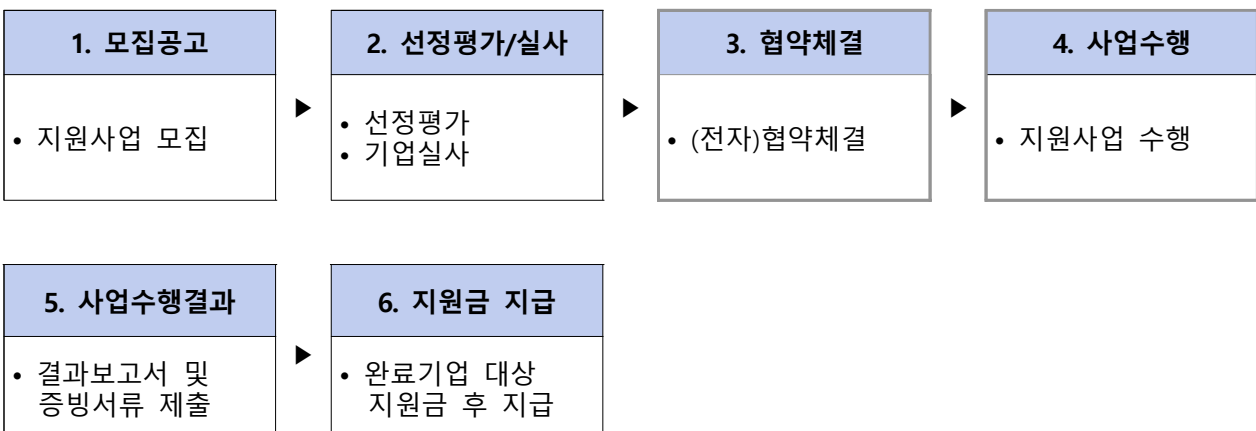 1. 모집공고
• 지원사업 모집
▶
2. 선정평가/실사
• 선정평가
• 기업실사
▶
3. 협약체결
• (전자)협약체결
▶
4. 사업수행
• 지원사업 수행
5. 사업수행결과
• 결과보고서 및
증빙서류 제출
▶
6. 지원금 지급
• 완료기업 대상
지원금 후 지급